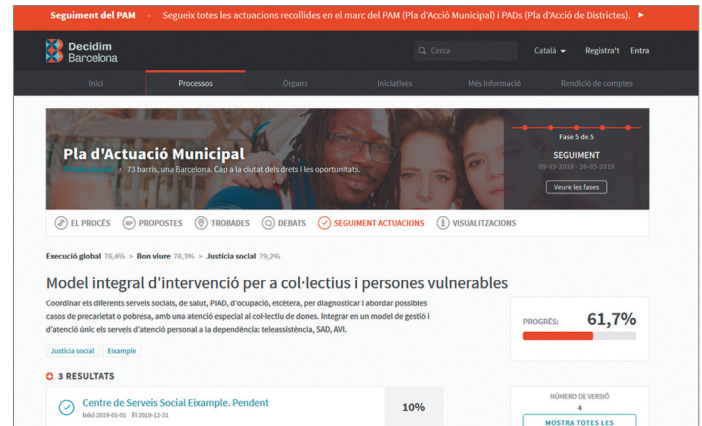 Seguiment del PAM - Segueix totes les actuacions recollides en el marc del PAM (Pla d'Acció Municipal) i PADs (Pla d'Acció de Districtes). ►
Decidim
Barcelona
Cerca
Català
Registra't
Entra
Inici
Processos
Òrgans
Iniciatives
Més informació
Rendició de comptes
Pla d'Actuació Municipal
· 73 barris, una Barcelona. Cap a la ciutat dels drets i les oportunitats.
Fase 5 de 5
SEGUIMENT
09-03-2018 - 26-05-2019
Veure les fases
EL PROCÉS
PROPOSTES
TROBADES
DEBATS
SEGUIMENT ACTUACIONS
VISUALITZACIONS
Execució global 76,4% > Bon viure 78,3% > Justícia social 79,2%
Model integral d'intervenció per a col·lectius i persones vulnerables
Coordinar els diferents serveis socials, de salut, PIAD, d'ocupació, etcètera, per diagnosticar i abordar possibles
casos de precarietat o pobresa, amb una atenció especial al col·lectiu de dones. Integrar en un model de gestió i
d'atenció únic els serveis d'atenció personal a la dependència: teleassistència, SAD, AVI.
PROGRÉS: 61,7%
Justícia social
Eixample
3 RESULTATS
Centre de Serveis Social Eixample. Pendent
Inici 2019-01-01 Fi 2019-12-31
10%
NÚMERO DE VERSIÓ
4
MOSTRA TOTES LES